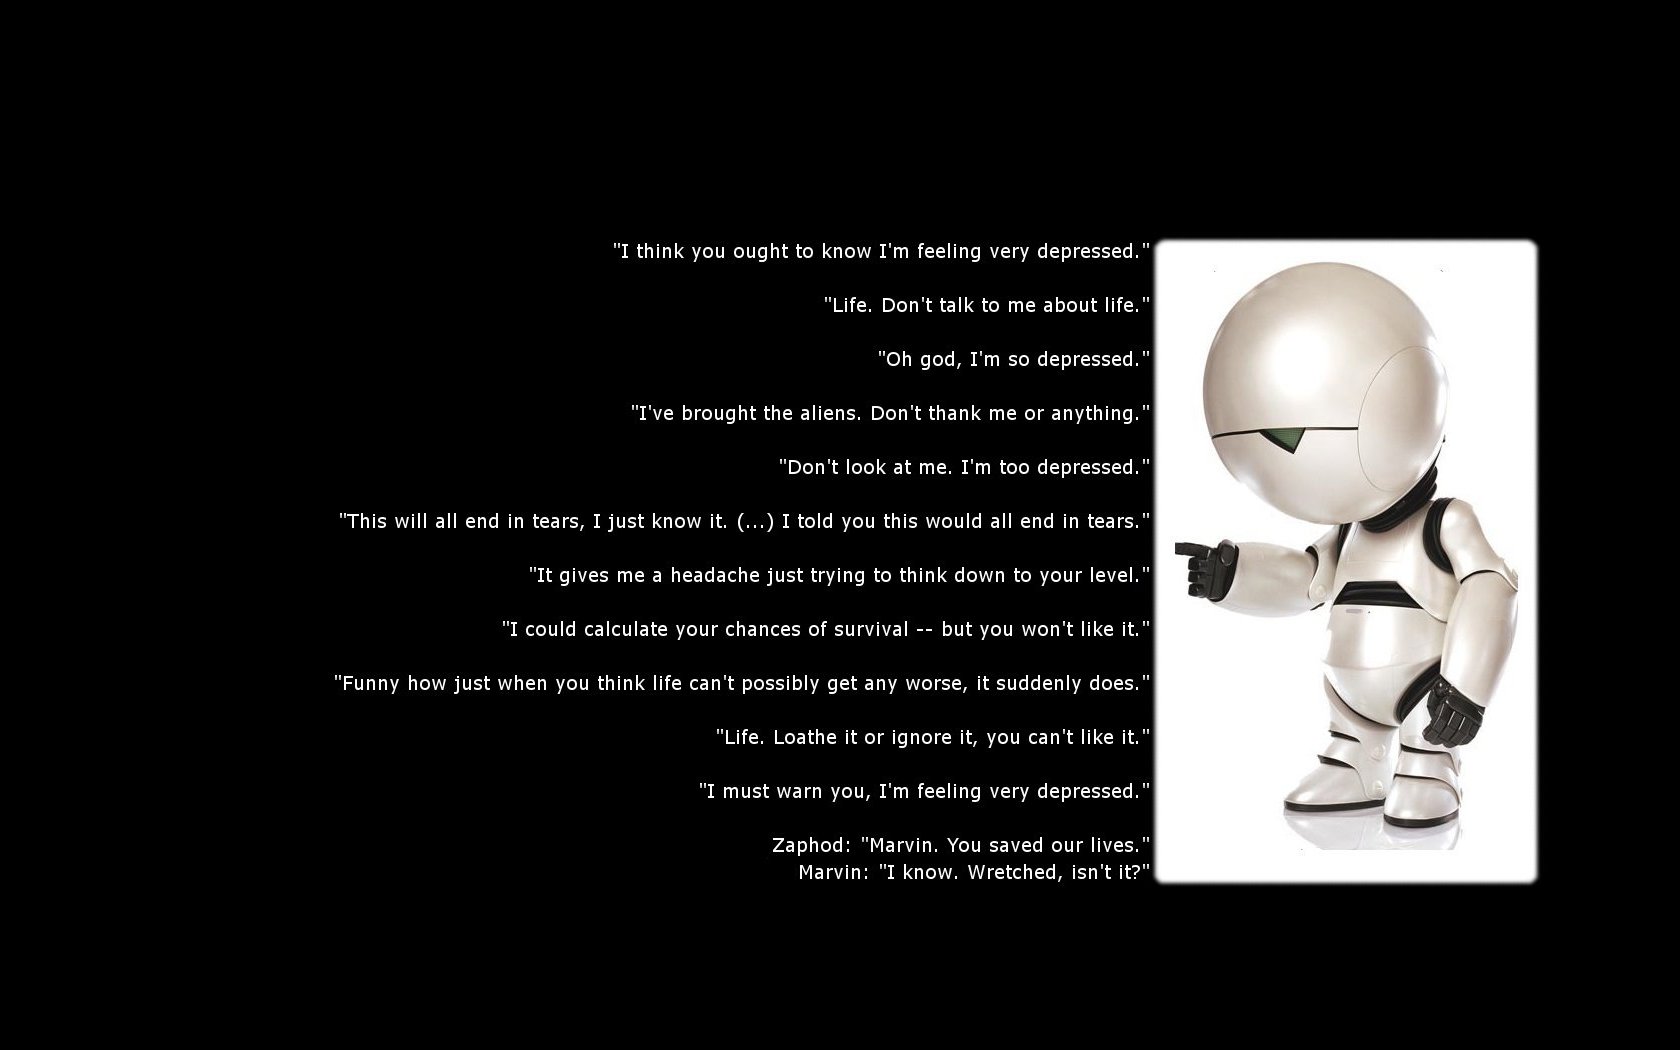 "I think you ought to know I'm feeling very depressed."
"Life. Don't talk to me about life."
"Oh god, I'm so depressed."
"I've brought the aliens. Don't thank me or anything."
"Don't look at me. I'm too depressed."
"This will all end in tears, I just know it. (...) I told you this would all end in tears."
"It gives me a headache just trying to think down to your level."
"I could calculate your chances of survival -- but you won't like it."
"Funny how just when you think life can't possibly get any worse, it suddenly does."
"Life. Loathe it or ignore it, you can't like it."
"I must warn you, I'm feeling very depressed."
Zaphod: "Marvin. You saved our lives."
Marvin: "I know. Wretched, isn't it?"